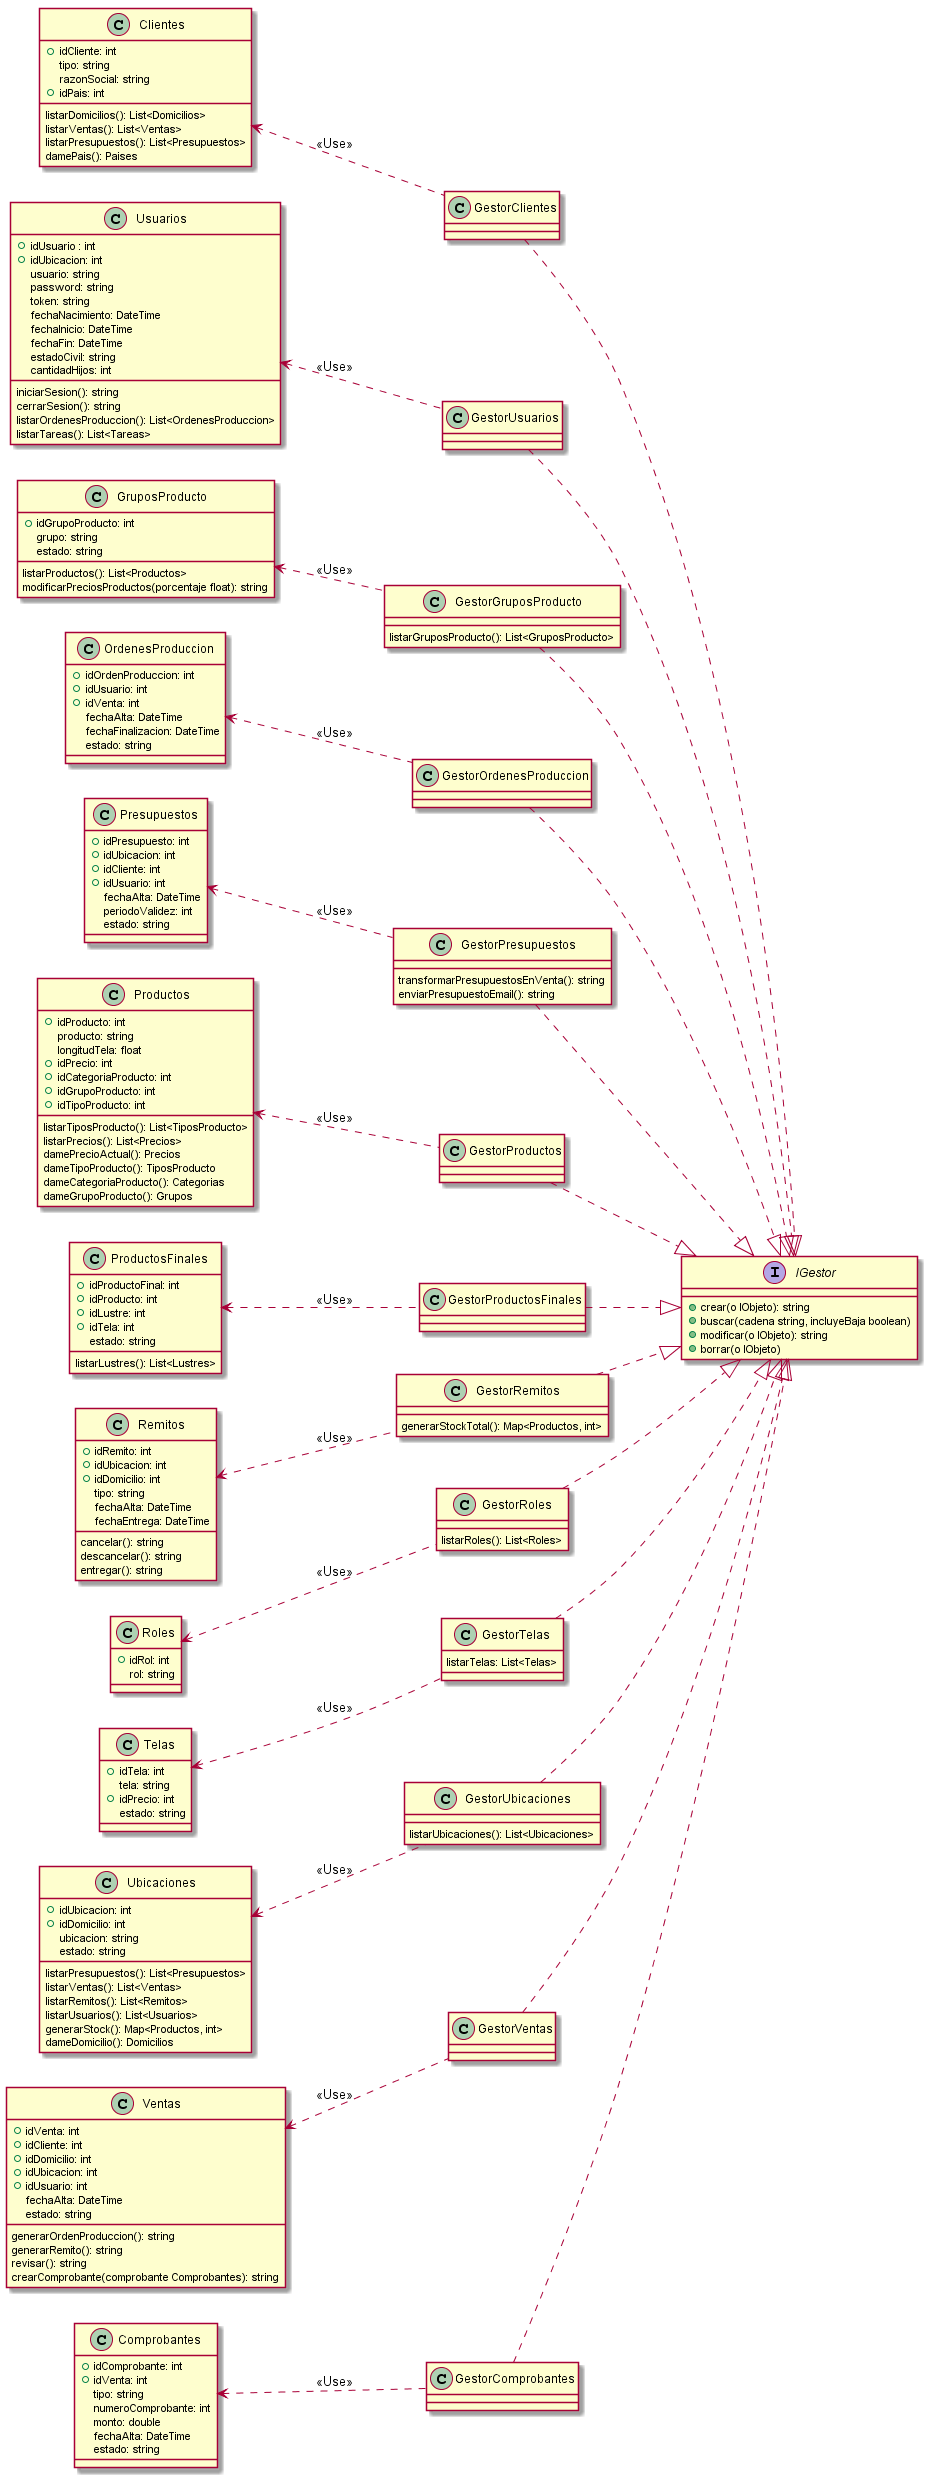 Clientes
idCliente: int
tipo: string
razonSocial: string
idPais: int
listarDomicilios(): List<Domicilios>
listarVentas(): List<Ventas>
listarPresupuestos(): List<Presupuestos>
damePais(): Paises
«Use»
GestorClientes
Usuarios
idUsuario : int
idUbicacion: int
usuario: string
password: string
token: string
fechaNacimiento: DateTime
fechaInicio: DateTime
fechaFin: DateTime
estadoCivil: string
cantidadHijos: int
iniciarSesion(): string
cerrarSesion(): string
listarOrdenesProduccion(): List<OrdenesProduccion>
listarTareas(): List<Tareas>
«Use»
GestorUsuarios
GruposProducto
idGrupoProducto: int
grupo: string
estado: string
listarProductos(): List<Productos>
modificarPreciosProductos(porcentaje float): string
«Use»
GestorGruposProducto
listarGruposProducto(): List<GruposProducto>
OrdenesProduccion
idOrdenProduccion: int
idUsuario: int
idVenta: int
fechaAlta: DateTime
fechaFinalizacion: DateTime
estado: string
«Use»
GestorOrdenesProduccion
Presupuestos
idPresupuesto: int
idUbicacion: int
idCliente: int
idUsuario: int
fechaAlta: DateTime
periodoValidez: int
estado: string
«Use»
GestorPresupuestos
transformarPresupuestosEnVenta(): string
enviarPresupuestoEmail(): string
Productos
idProducto: int
producto: string
longitudTela: float
idPrecio: int
idCategoriaProducto: int
idGrupoProducto: int
idTipoProducto: int
listarTiposProducto(): List<TiposProducto>
listarPrecios(): List<Precios>
damePrecioActual(): Precios
dameTipoProducto(): TiposProducto
dameCategoriaProducto(): Categorias
dameGrupoProducto(): Grupos
«Use»
GestorProductos
ProductosFinales
idProductoFinal: int
idProducto: int
idLustre: int
idTela: int
estado: string
listarLustres(): List<Lustres>
«Use»
GestorProductosFinales
IGestor
crear(o IObjeto): string
buscar(cadena string, incluyeBaja boolean)
modificar(o IObjeto): string
borrar(o IObjeto)
Remitos
idRemito: int
idUbicacion: int
idDomicilio: int
tipo: string
fechaAlta: DateTime
fechaEntrega: DateTime
cancelar(): string
descancelar(): string
entregar(): string
«Use»
GestorRemitos
generarStockTotal(): Map<Productos, int>
GestorRoles
listarRoles(): List<Roles>
«Use»
Roles
idRol: int
rol: string
GestorTelas
listarTelas: List<Telas>
«Use»
Telas
idTela: int
tela: string
idPrecio: int
estado: string
GestorUbicaciones
listarUbicaciones(): List<Ubicaciones>
«Use»
Ubicaciones
idUbicacion: int
idDomicilio: int
ubicacion: string
estado: string
listarPresupuestos(): List<Presupuestos>
listarVentas(): List<Ventas>
listarRemitos(): List<Remitos>
listarUsuarios(): List<Usuarios>
generarStock(): Map<Productos, int>
dameDomicilio(): Domicilios
GestorVentas
«Use»
Ventas
idVenta: int
idCliente: int
idDomicilio: int
idUbicacion: int
idUsuario: int
fechaAlta: DateTime
estado: string
generarOrdenProduccion(): string
generarRemito(): string
revisar(): string
crearComprobante(comprobante Comprobantes): string
Comprobantes
idComprobante: int
idVenta: int
tipo: string
numeroComprobante: int
monto: double
fechaAlta: DateTime
estado: string
«Use»
GestorComprobantes